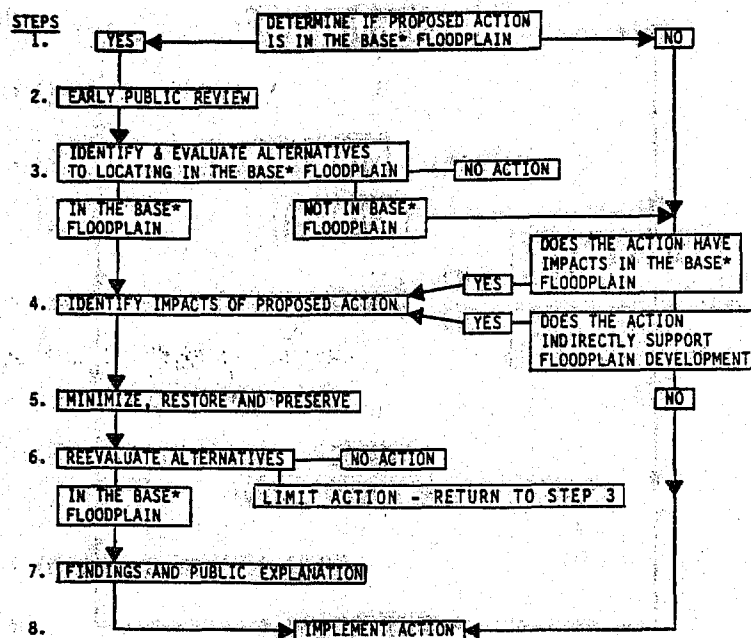 STEPS
1.
YES
DETERMINE IF PROPOSED ACTION
IS IN THE BASE* FLOODPLAIN
NO
2. EARLY PUBLIC REVIEW
3. IDENTIFY & EVALUATE ALTERNATIVES
TO LOCATING IN THE BASE* FLOODPLAIN
NO ACTION
IN THE BASE*
FLOODPLAIN
NOT IN BASE*
FLOODPLAIN
DOES THE ACTION HAVE
IMPACTS IN THE BASE*
FLOODPLAIN
YES
4. IDENTIFY IMPACTS OF PROPOSED ACTION
YES
DOES THE ACTION
INDIRECTLY SUPPORT
FLOODPLAIN DEVELOPMENT
5. MINIMIZE, RESTORE AND PRESERVE
NO
6. REEVALUATE ALTERNATIVES
NO ACTION
IN THE BASE*
FLOODPLAIN
LIMIT ACTION - RETURN TO STEP 3
7. FINDINGS AND PUBLIC EXPLANATION
8.
IMPLEMENT ACTION